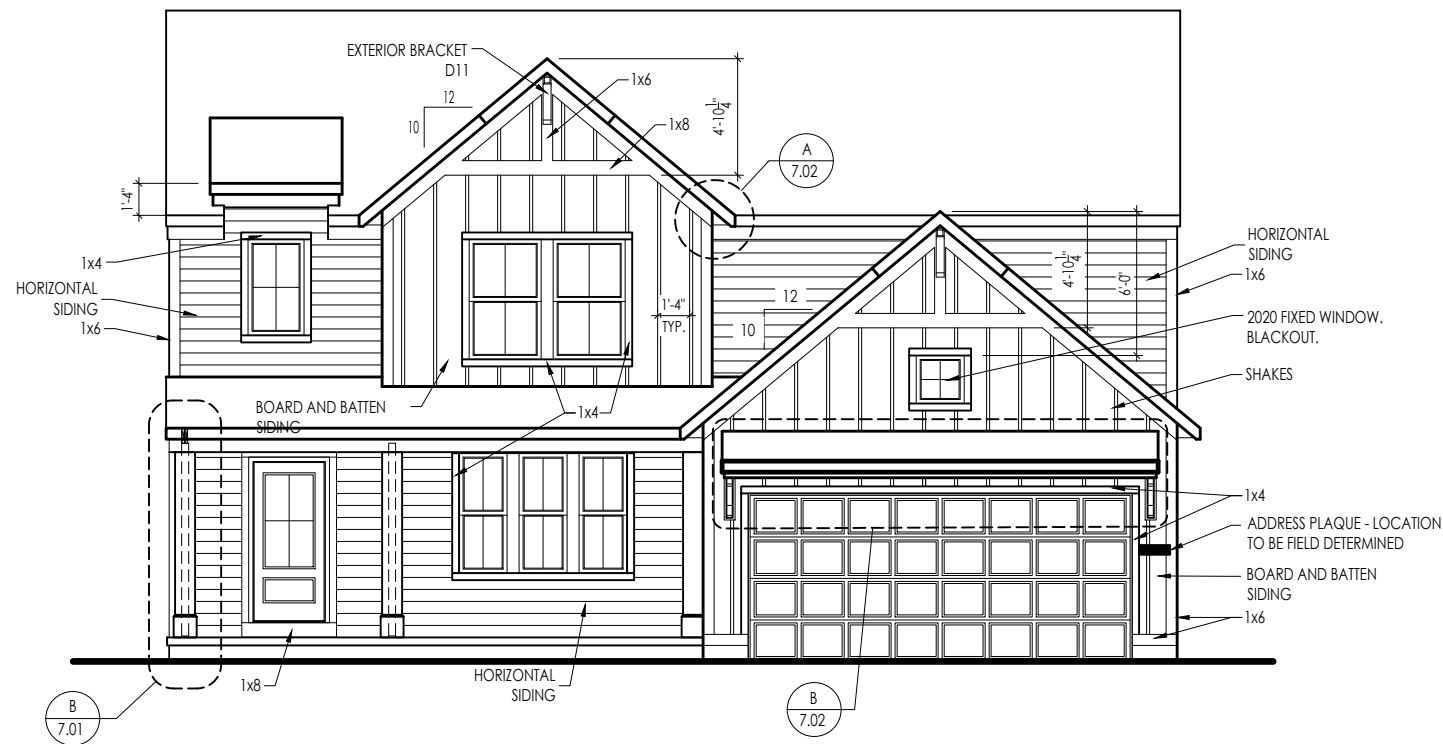 EXTERIOR BRACKET
D11
1x6
12
10
1x8
4'-10 1/4"
A
7.02
1'-4"
1x4
HORIZONTAL
SIDING
1x6
HORIZONTAL
SIDING
1x6
4'-10 1/4"
6'-0"
12
10
1'-4"
TYP.
2020 FIXED WINDOW.
BLACKOUT.
SHAKES
BOARD AND BATTEN
SIDING
1x4
1x4
ADDRESS PLAQUE - LOCATION
TO BE FIELD DETERMINED
BOARD AND BATTEN
SIDING
1x6
1x8
HORIZONTAL
SIDING
B
7.01
B
7.02